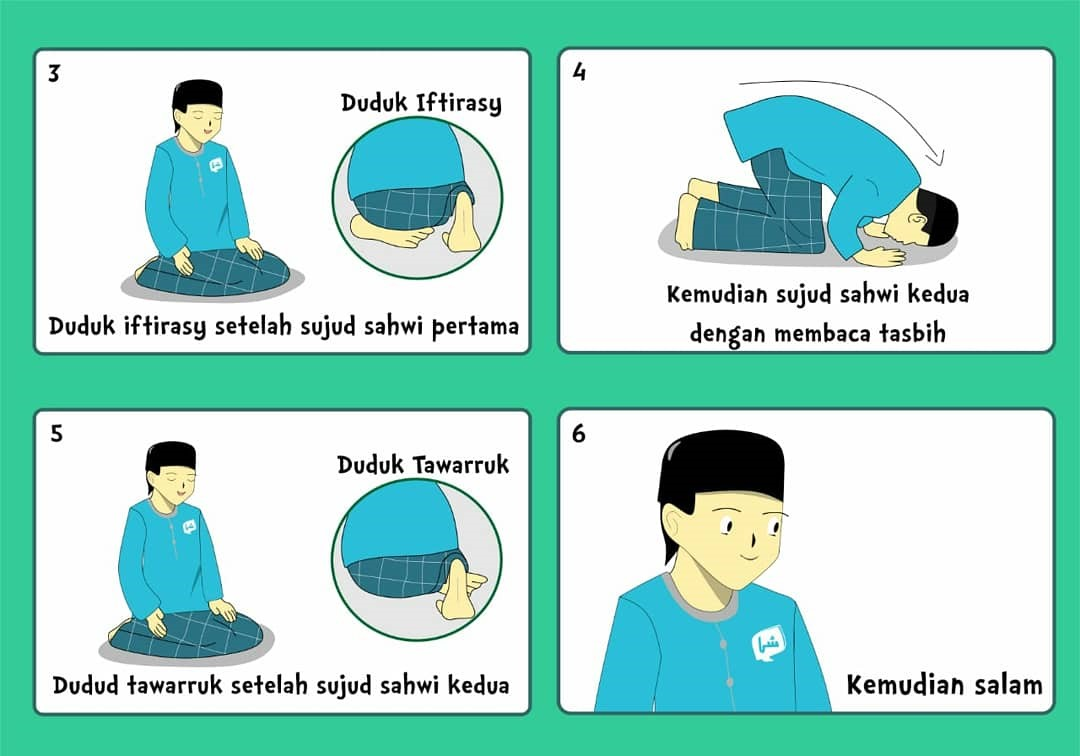 3
Duduk Iftirasy
Duduk iftirasy setelah sujud sahwi pertama
4
Kemudian sujud sahwi kedua
dengan membaca tasbih
5
Duduk Tawarruk
Dudud tawarruk setelah sujud sahwi kedua
6
Kemudian salam